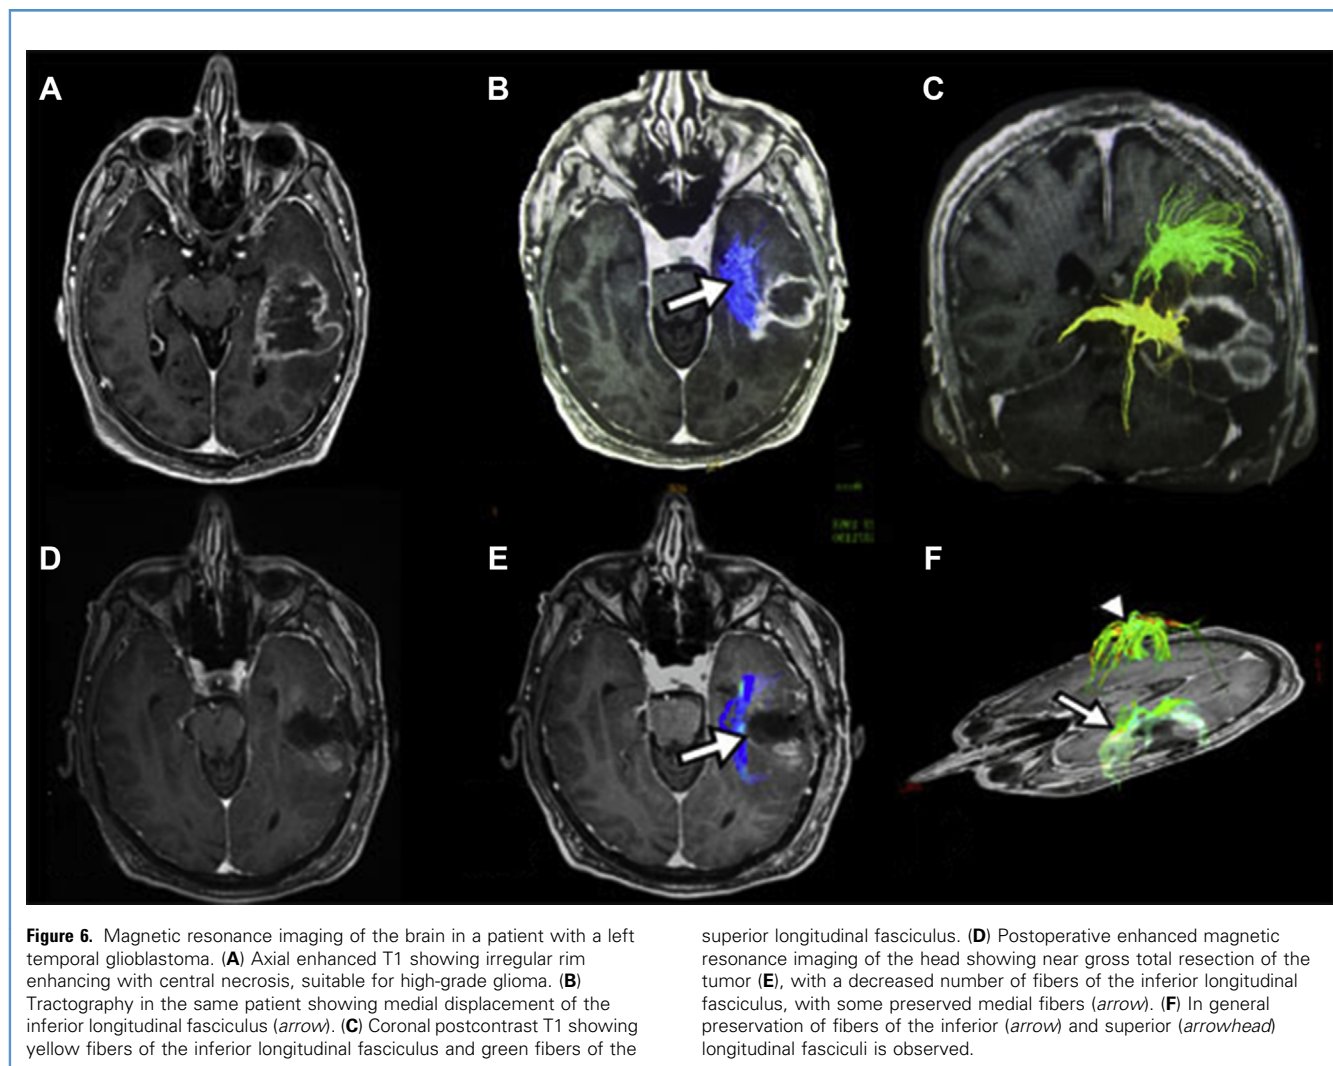 A
B
C
D
E
F
Figure 6. Magnetic resonance imaging of the brain in a patient with a left
temporal glioblastoma. (A) Axial enhanced T1 showing irregular rim
enhancing with central necrosis, suitable for high-grade glioma. (B)
Tractography in the same patient showing medial displacement of the
inferior longitudinal fasciculus (arrow). (C) Coronal postcontrast T1 showing
yellow fibers of the inferior longitudinal fasciculus and green fibers of the
superior longitudinal fasciculus. (D) Postoperative enhanced magnetic
resonance imaging of the head showing near gross total resection of the
tumor (E), with a decreased number of fibers of the inferior longitudinal
fasciculus, with some preserved medial fibers (arrow). (F) In general
preservation of fibers of the inferior (arrow) and superior (arrowhead)
longitudinal fasciculi is observed.